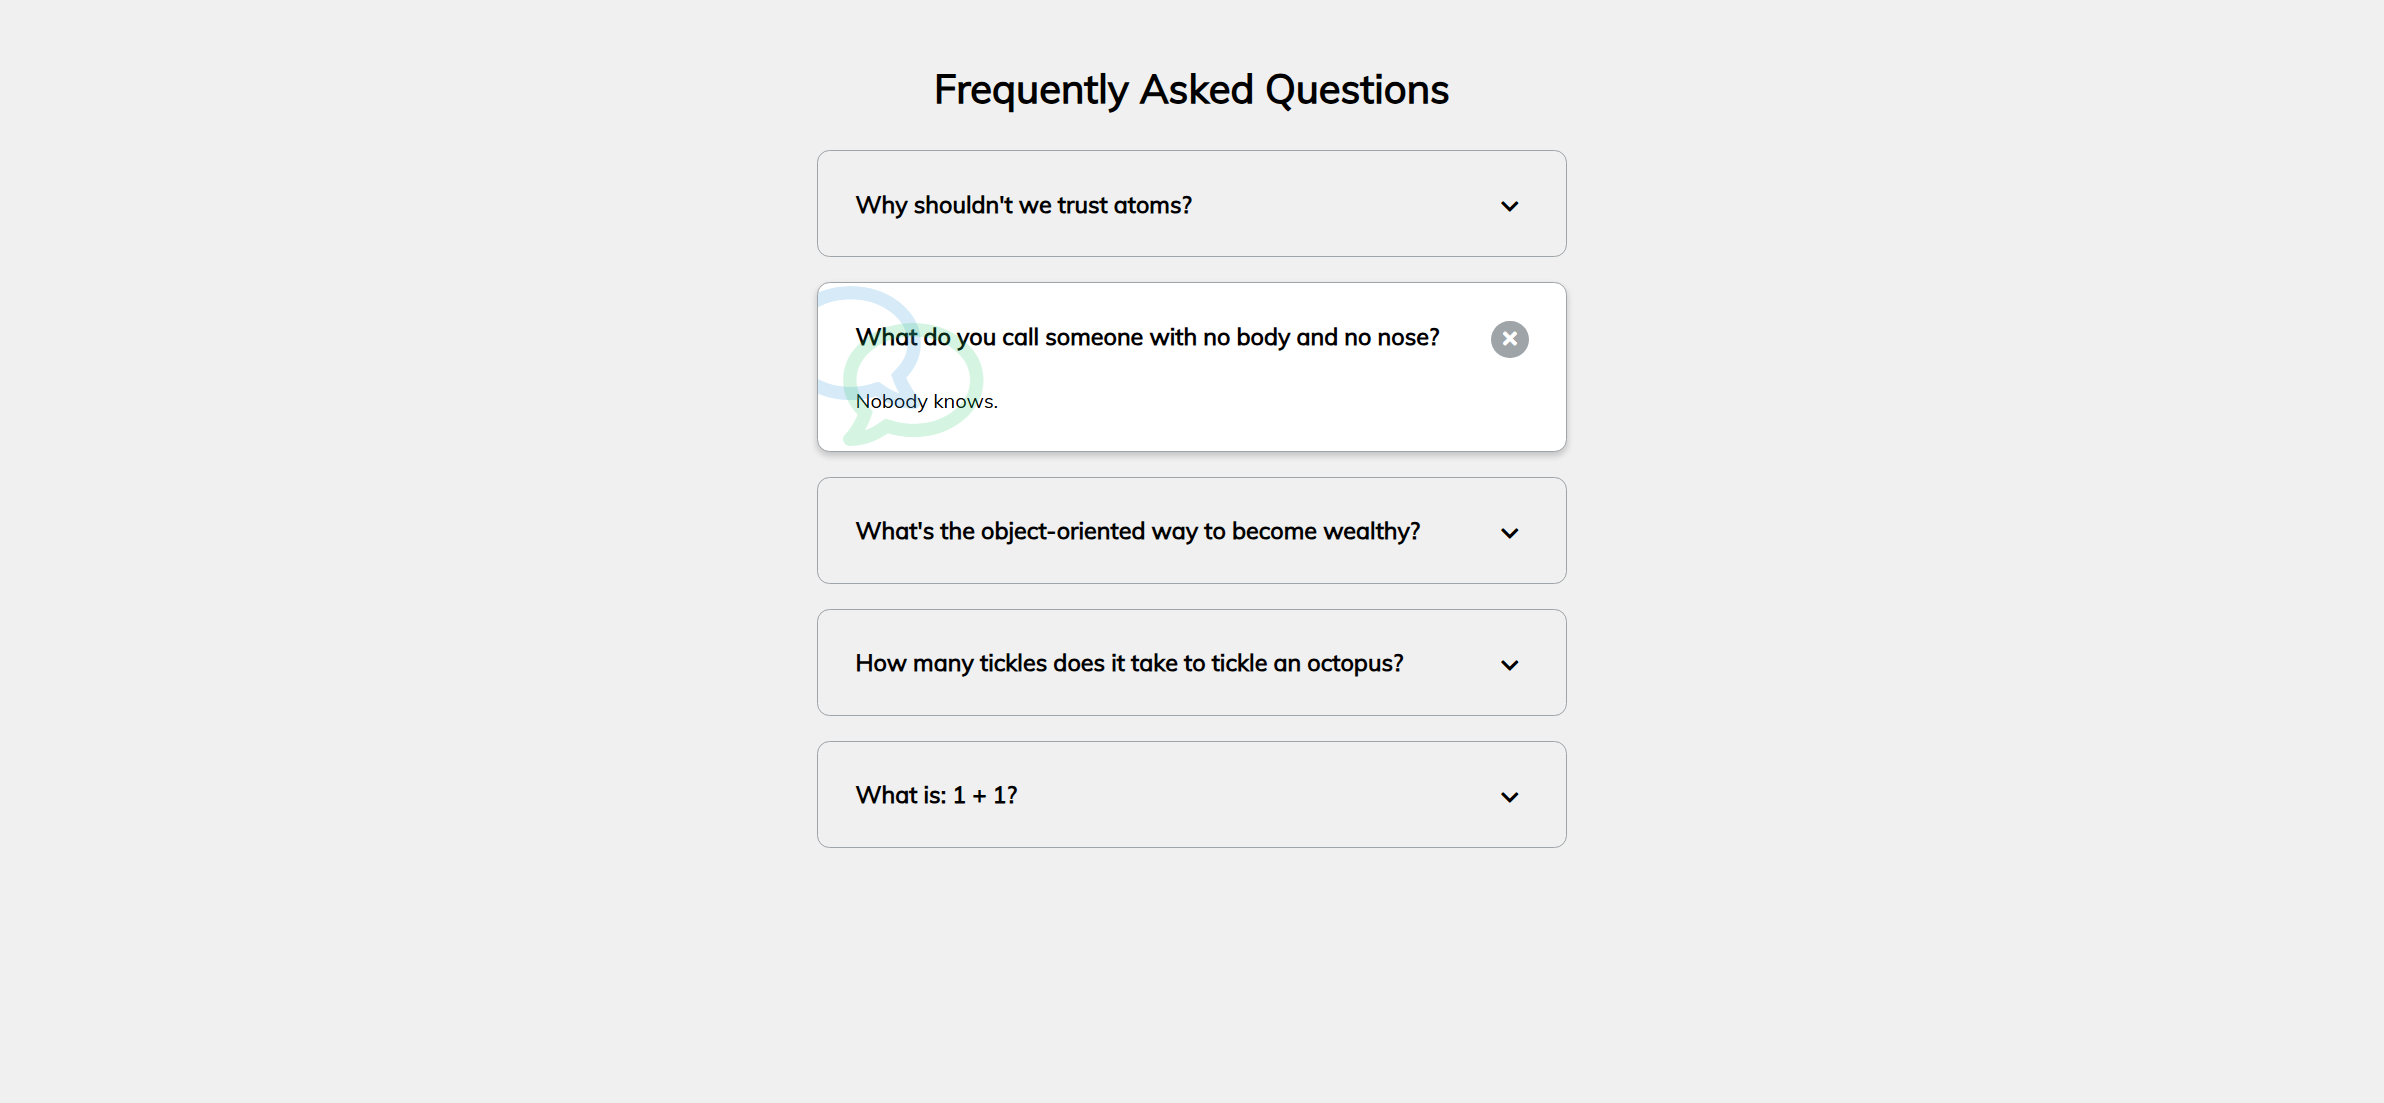 Frequently Asked Questions
Why shouldn't we trust atoms?
What do you call someone with no body and no nose?
Nobody knows.
What's the object-oriented way to become wealthy?
How many tickles does it take to tickle an octopus?
What is: 1 + 1?